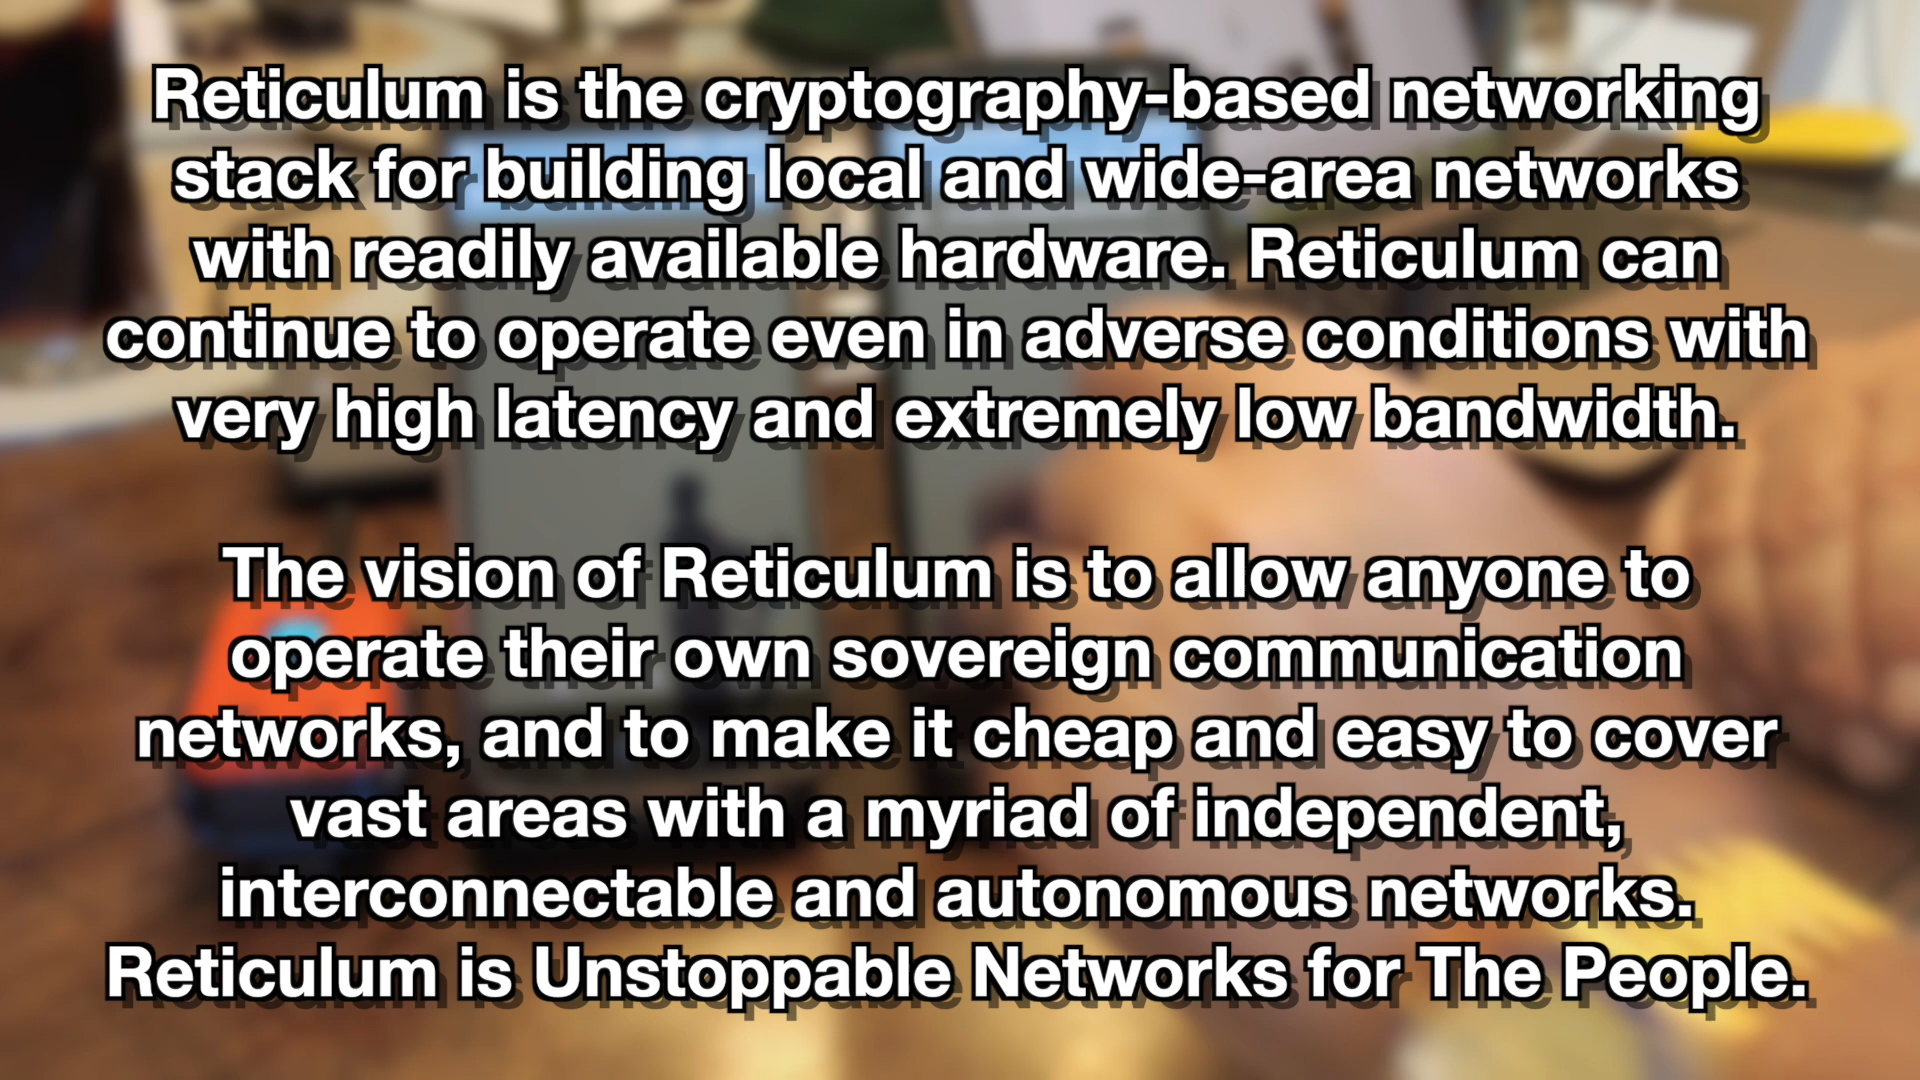 Reticulum is the cryptography-based networking
stack for building local and wide-area networks
with readily available hardware. Reticulum can
continue to operate even in adverse conditions with
very high latency and extremely low bandwidth.
The vision of Reticulum is to allow anyone to
operate their own sovereign communication
networks, and to make it cheap and easy to cover
vast areas with a myriad of independent,
interconnectable and autonomous networks.
Reticulum is Unstoppable Networks for The People.